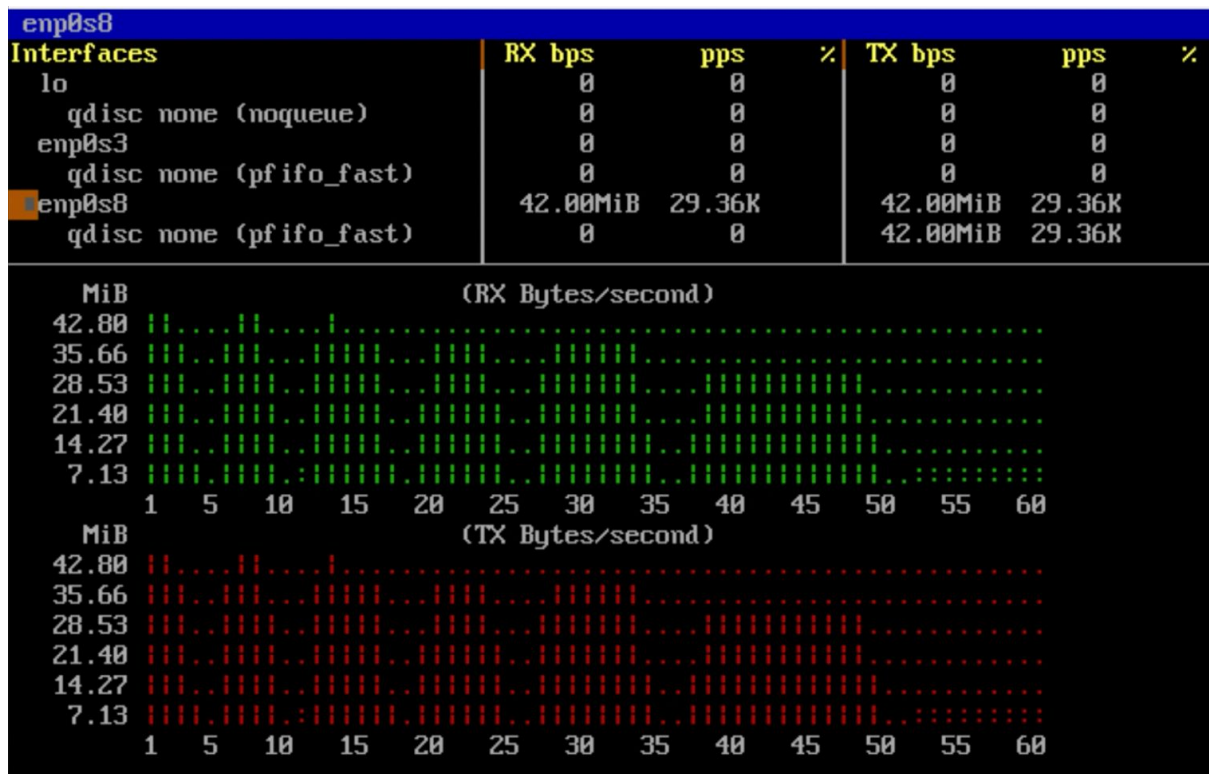 enp0s8
Interfaces RX bps pps % TX bps pps %
lo 0 0 0 0
qdisc none (noqueue) 0 0 0 0
enp0s3 0 0 0 0
qdisc none (pfifo_fast) 0 0 0 0
enp0s8 42.00MiB 29.36K 42.00MiB 29.36K
qdisc none (pfifo_fast) 0 0 42.00MiB 29.36K
MiB (RX Bytes/second)
42.80
35.66
28.53
21.40
14.27
7.13
1 5 10 15 20 25 30 35 40 45 50 55 60
MiB (TX Bytes/second)
42.80
35.66
28.53
21.40
14.27
7.13
1 5 10 15 20 25 30 35 40 45 50 55 60